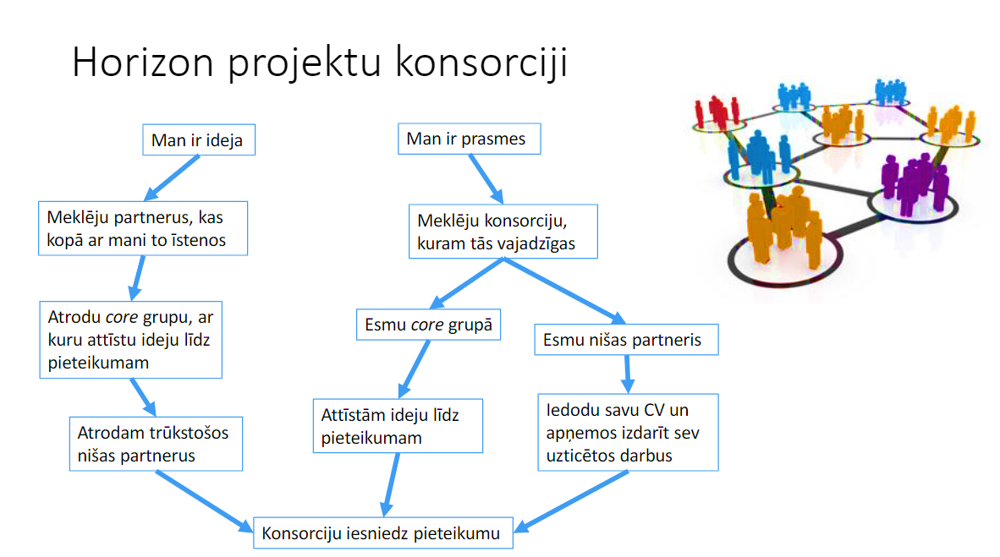 Horizon projektu konsorciji
Man ir ideja
Meklēju partnerus, kas
kopā ar mani to īstenos
Atrodu core grupu, ar
kuru attīstu ideju līdz
pieteikumam
Atrodam trūkstošos
nišas partnerus
Man ir prasmes
Meklēju konsorciju,
kuram tās vajadzīgas
Esmu core grupā
Attīstām ideju līdz
pieteikumam
Esmu nišas partneris
Iedodu savu CV un
apņemos izdarīt sev
uzticētos darbus
Konsorciju iesniedz pieteikumu